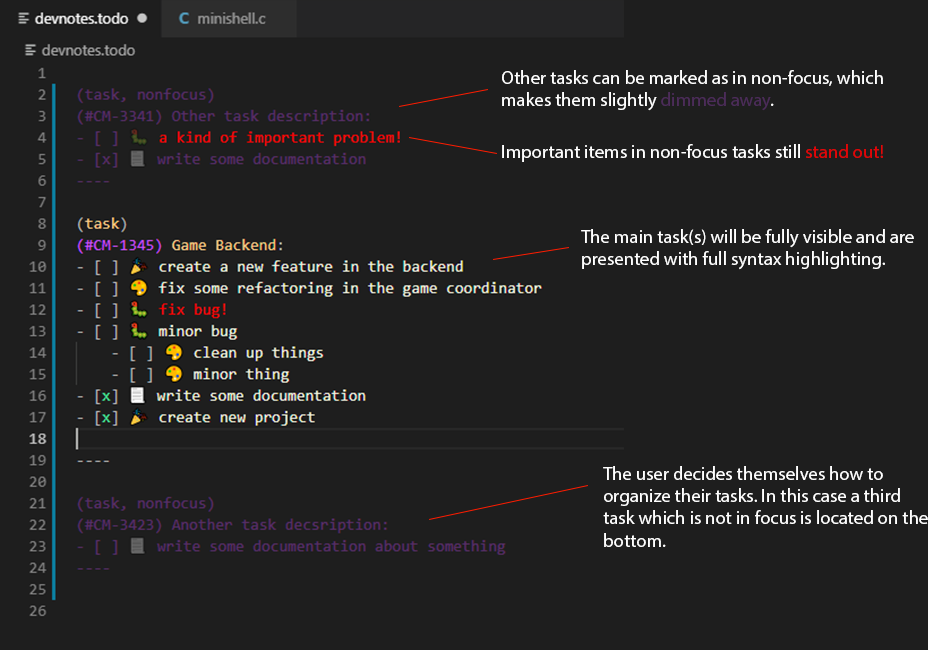 devnotes.todo
minishell.c
devnotes.todo
1
2 (task, nonfocus)
3 (#CM-3341) Other task description:
4 - [ ] 🐛 a kind of important problem!
5 - [x] 📃 write some documentation
6 ----
7
8 (task)
9 (#CM-1345) Game Backend:
10 - [ ] 🎉 create a new feature in the backend
11 - [ ] 🎨 fix some refactoring in the game coordinator
12 - [ ] 🐛 fix bug!
13 - [ ] 🐛 minor bug
14 - [ ] 🎨 clean up things
15 - [ ] 🎨 minor thing
16 - [x] 📃 write some documentation
17 - [x] 🎉 create new project
18
19 ----
20
21 (task, nonfocus)
22 (#CM-3423) Another task decsription:
23 - [ ] 📃 write some documentation about something
24 ----
25
26
Other tasks can be marked as in non-focus, which
makes them slightly dimmed away.
Important items in non-focus tasks still stand out!
The main task(s) will be fully visible and are
presented with full syntax highlighting.
The user decides themselves how to
organize their tasks. In this case a third
task which is not in focus is located on the
bottom.